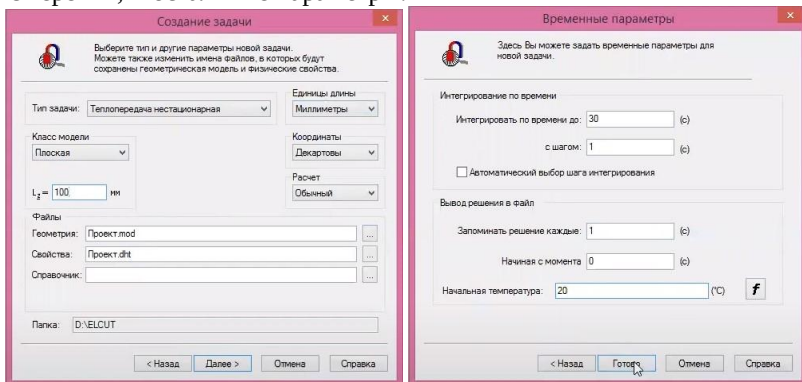 Создание задачи
Выберите тип и другие параметры новой задачи.
Можете также изменить имена файлов, в которых будут
сохранены геометрическая модель и физические свойства.
Тип задачи: Теплопередача нестационарная
Единицы длины
Миллиметры
Класс модели
Плоская
Lz = 100 мм
Координаты
Декартовы
Расчет
Обычный
Файлы
Геометрия: Проект.mod ...
Свойства: Проект.dht ...
Справочник: ...
Папка: D:\ELCUT
< Назад Далее > Отмена Справка
Временные параметры
Здесь Вы можете задать временные параметры для
новой задачи.
Интегрирование по времени
Интегрировать по времени до: 30 (с)
с шагом: 1 (с)
Автоматический выбор шага интегрирования
Вывод решения в файл
Запоминать решение каждые: 1 (с)
Начиная с момента 0 (с)
Начальная температура: 20 (°C) f
< Назад Готово Отмена Справка